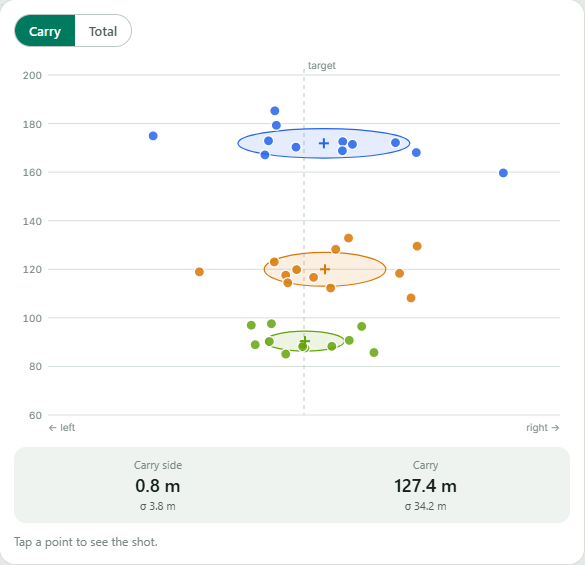 Carry Total
target
200
180
160
140
120
100
80
60
← left right →
Carry side Carry
0.8 m 127.4 m
σ 3.8 m σ 34.2 m
Tap a point to see the shot.